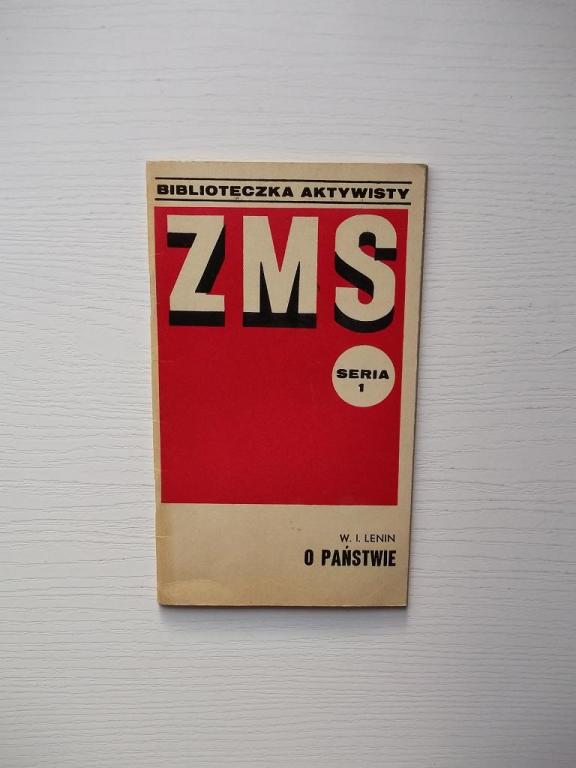 BIBLIOTECZKA AKTYWISTY
ZMS
SERIA
1
W. I. LENIN
O PAŃSTWIE